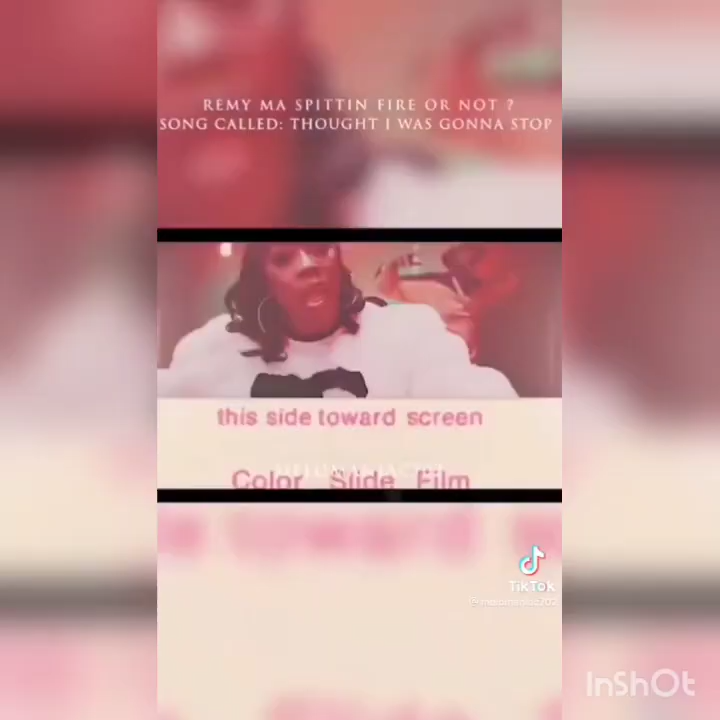 REMY MA SPITTIN FIRE OR NOT ?
SONG CALLED: THOUGHT I WAS GONNA STOP
this side toward screen
Color Slide Film
TikTok
InShOt